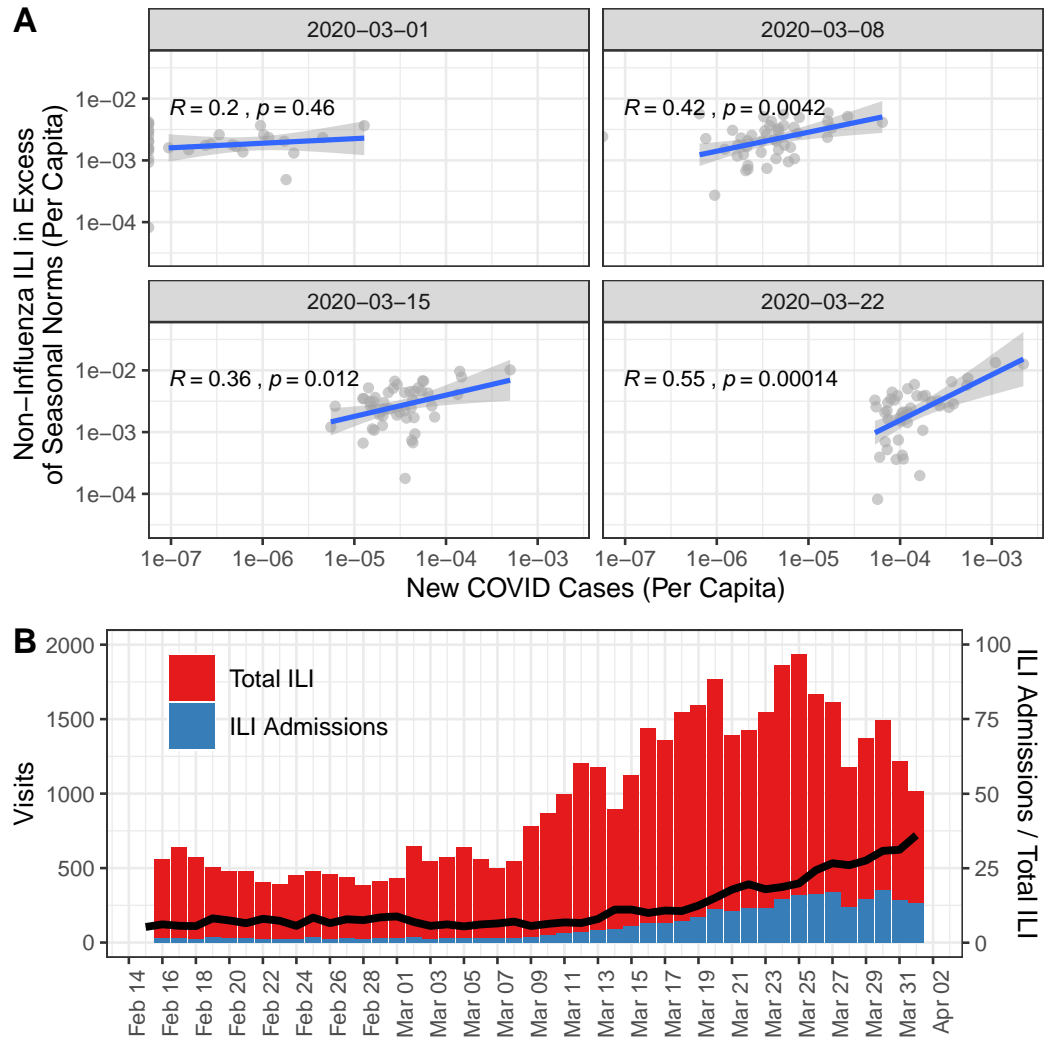 A
2020−03−01
2020−03−08
R = 0.2 , p = 0.46
R = 0.42 , p = 0.0042
1e−02
1e−03
1e−04
2020−03−15
2020−03−22
R = 0.36 , p = 0.012
R = 0.55 , p = 0.00014
1e−02
1e−03
1e−04
Non−Influenza ILI in Excess
of Seasonal Norms (Per Capita)
1e−07 1e−06 1e−05 1e−04 1e−03
1e−07 1e−06 1e−05 1e−04 1e−03
New COVID Cases (Per Capita)
B
2000
1500
1000
500
0
Visits
Total ILI
ILI Admissions
100
75
50
25
0
ILI Admissions / Total ILI
Feb 14
Feb 16
Feb 18
Feb 20
Feb 22
Feb 24
Feb 26
Feb 28
Mar 01
Mar 03
Mar 05
Mar 07
Mar 09
Mar 11
Mar 13
Mar 15
Mar 17
Mar 19
Mar 21
Mar 23
Mar 25
Mar 27
Mar 29
Mar 31
Apr 02